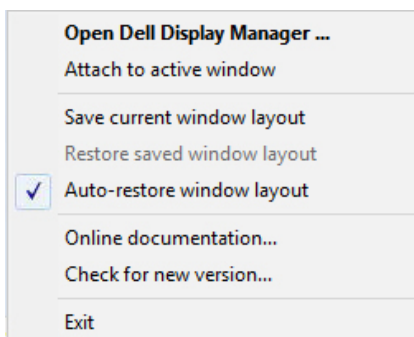 Open Dell Display Manager ...
Attach to active window
Save current window layout
Restore saved window layout
Auto-restore window layout
Online documentation...
Check for new version...
Exit